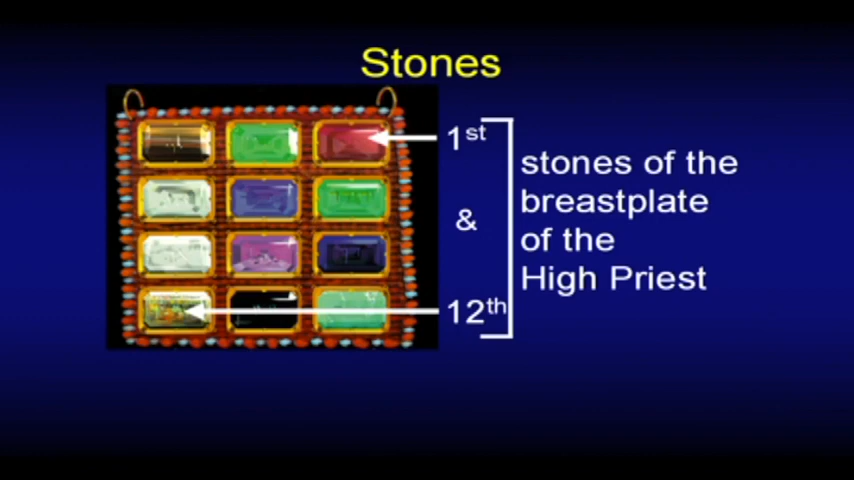 Stones
1st
&
12th
stones of the
breastplate
of the
High Priest